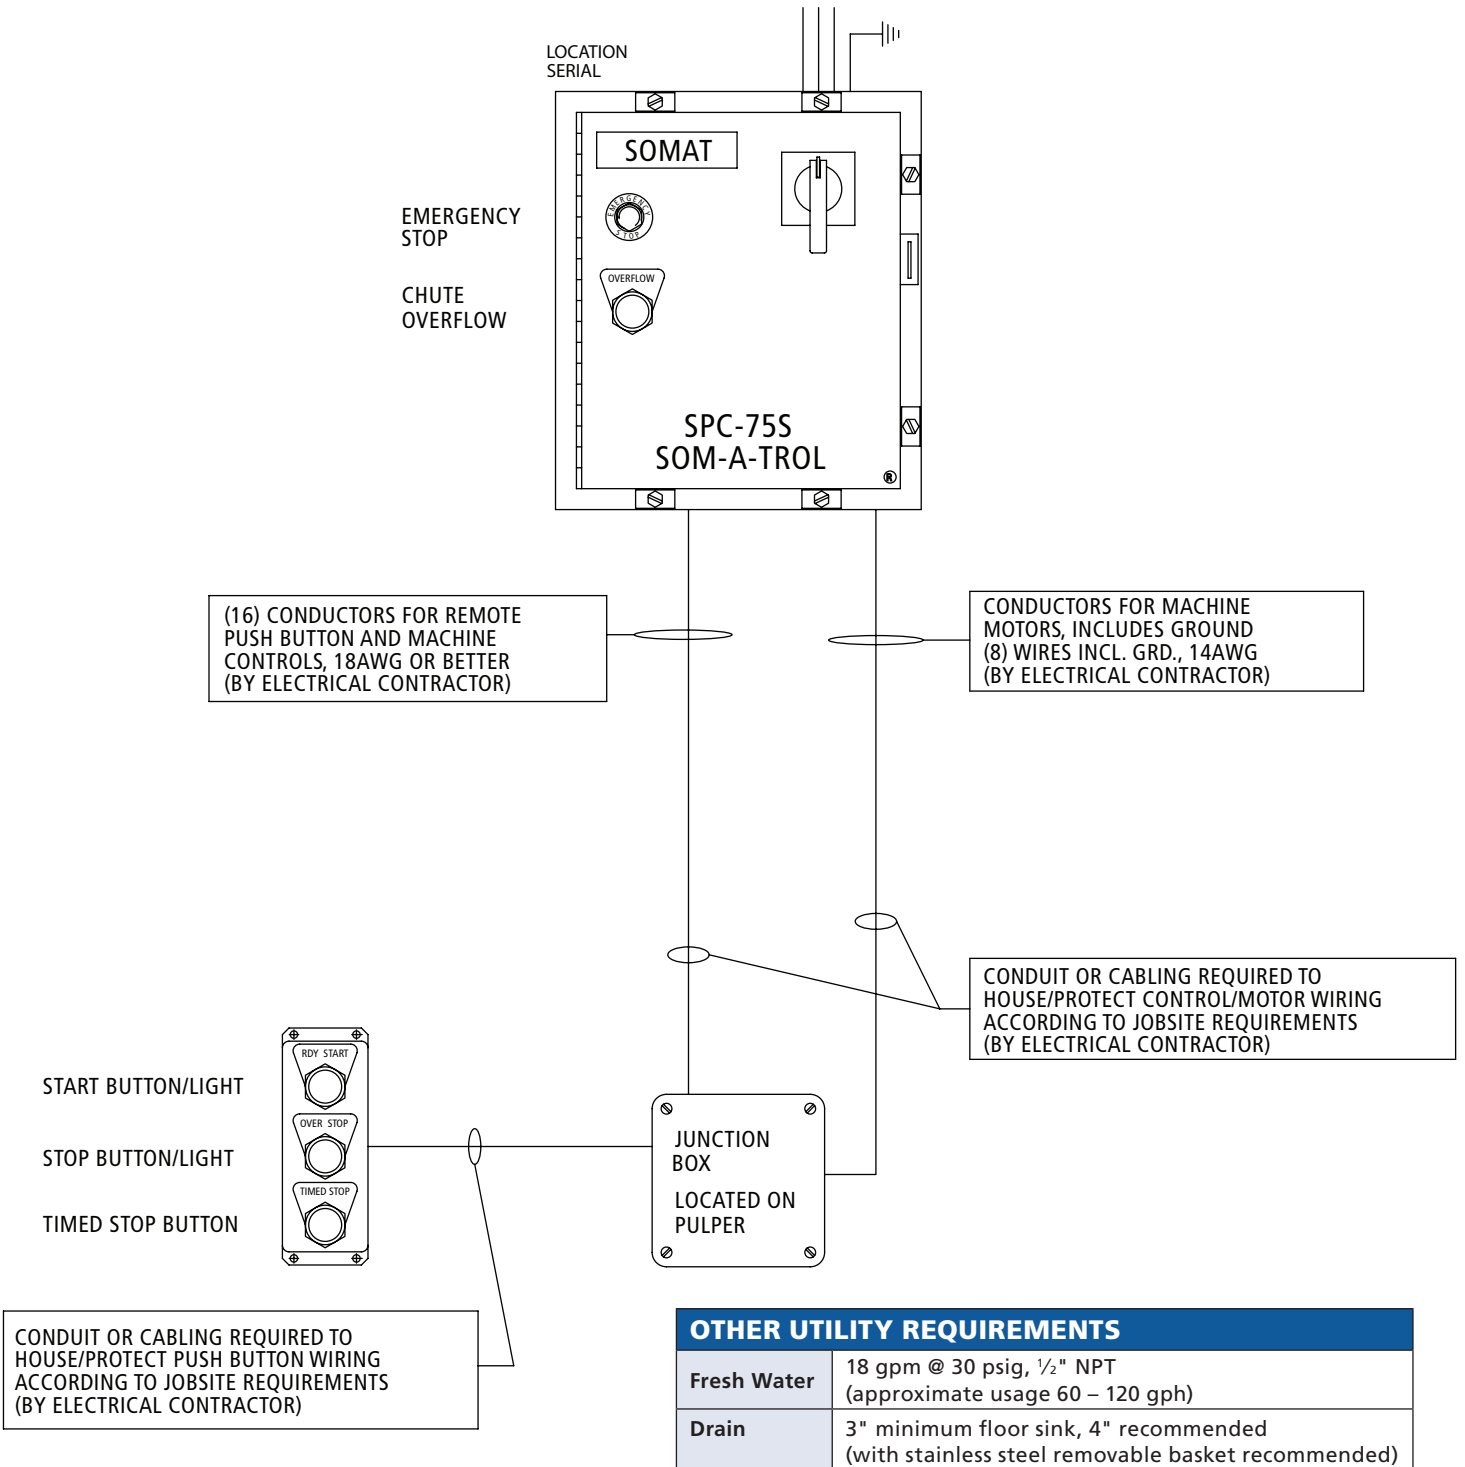 LOCATION
SERIAL
SOMAT
EMERGENCY
STOP
EMERGENCY
STOP
CHUTE
OVERFLOW
OVERFLOW
SPC-75S
SOM-A-TROL
®
(16) CONDUCTORS FOR REMOTE
PUSH BUTTON AND MACHINE
CONTROLS, 18AWG OR BETTER
(BY ELECTRICAL CONTRACTOR)
CONDUCTORS FOR MACHINE
MOTORS, INCLUDES GROUND
(8) WIRES INCL. GRD., 14AWG
(BY ELECTRICAL CONTRACTOR)
CONDUIT OR CABLING REQUIRED TO
HOUSE/PROTECT CONTROL/MOTOR WIRING
ACCORDING TO JOBSITE REQUIREMENTS
(BY ELECTRICAL CONTRACTOR)
START BUTTON/LIGHT
RDY START
STOP BUTTON/LIGHT
OVER STOP
TIMED STOP BUTTON
TIMED STOP
JUNCTION
BOX
LOCATED ON
PULPER
CONDUIT OR CABLING REQUIRED TO
HOUSE/PROTECT PUSH BUTTON WIRING
ACCORDING TO JOBSITE REQUIREMENTS
(BY ELECTRICAL CONTRACTOR)
OTHER UTILITY REQUIREMENTS
Fresh Water
18 gpm @ 30 psig, ½" NPT
(approximate usage 60 – 120 gph)
Drain
3" minimum floor sink, 4" recommended
(with stainless steel removable basket recommended)